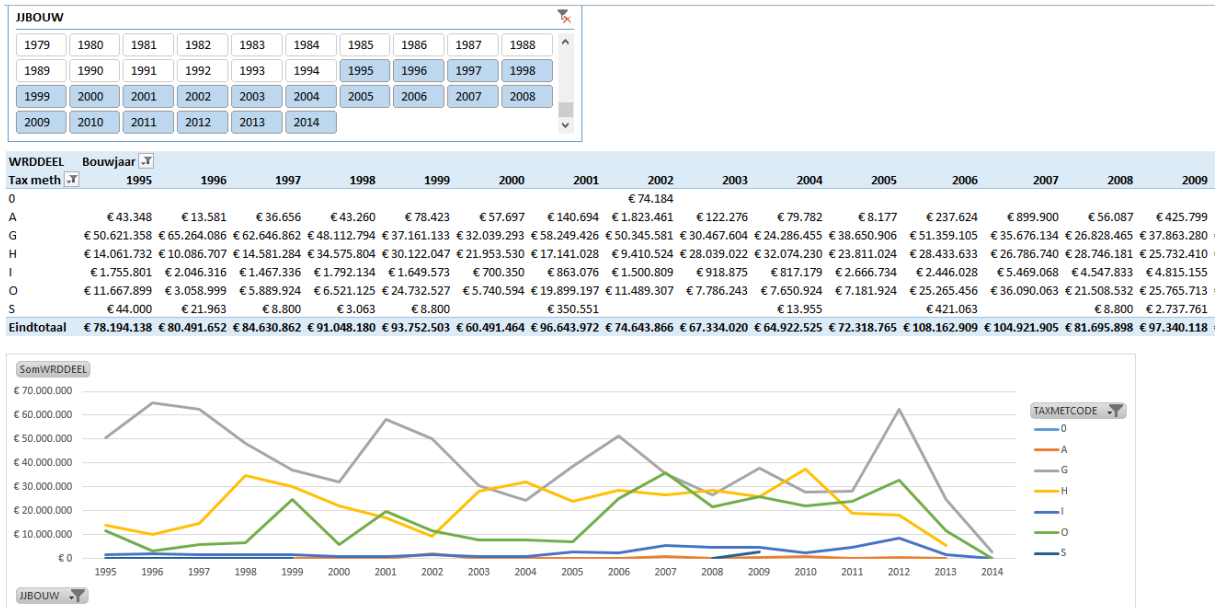 JJBOUW
1979 1980 1981 1982 1983 1984 1985 1986 1987 1988
1989 1990 1991 1992 1993 1994 1995 1996 1997 1998
1999 2000 2001 2002 2003 2004 2005 2006 2007 2008
2009 2010 2011 2012 2013 2014
WRDDEEL Bouwjaar
Tax meth 1995 1996 1997 1998 1999 2000 2001 2002 2003 2004 2005 2006 2007 2008 2009
0 € 74.184
A € 43.348 € 13.581 € 36.656 € 43.260 € 78.423 € 57.697 € 140.694 € 1.823.461 € 122.276 € 79.782 € 8.177 € 237.624 € 899.900 € 56.087 € 425.799
G € 50.621.358 € 65.264.086 € 62.646.862 € 48.112.794 € 37.161.133 € 32.039.293 € 58.249.426 € 50.345.581 € 30.467.604 € 24.286.455 € 38.650.906 € 51.359.105 € 35.676.134 € 26.828.465 € 37.863.280
H € 14.061.732 € 10.086.707 € 14.581.284 € 34.575.804 € 30.122.047 € 21.953.530 € 17.141.028 € 9.410.524 € 28.039.022 € 32.074.230 € 23.811.024 € 28.433.633 € 26.786.740 € 28.746.181 € 25.732.410
I € 1.755.801 € 2.046.316 € 1.467.336 € 1.792.134 € 1.649.573 € 700.350 € 863.076 € 1.500.809 € 918.875 € 817.179 € 2.666.734 € 2.446.028 € 5.469.068 € 4.547.833 € 4.815.155
O € 11.667.899 € 3.058.999 € 5.889.924 € 6.521.125 € 24.732.527 € 5.740.594 € 19.899.197 € 11.489.307 € 7.786.243 € 7.650.924 € 7.181.924 € 25.265.456 € 36.090.063 € 21.508.532 € 25.765.713
S € 44.000 € 21.963 € 8.800 € 3.063 € 8.800 € 350.551 € 13.955 € 421.063 € 8.800 € 2.737.761
Eindtotaal € 78.194.138 € 80.491.652 € 84.630.862 € 91.048.180 € 93.752.503 € 60.491.464 € 96.643.972 € 74.643.866 € 67.334.020 € 64.922.525 € 72.318.765 € 108.162.909 € 104.921.905 € 81.695.898 € 97.340.118
SomWRDDEEL
€ 70.000.000
€ 60.000.000
€ 50.000.000
€ 40.000.000
€ 30.000.000
€ 20.000.000
€ 10.000.000
€ 0
1995 1996 1997 1998 1999 2000 2001 2002 2003 2004 2005 2006 2007 2008 2009 2010 2011 2012 2013 2014
TAXMETCODE
0
A
G
H
I
O
S
JJBOUW